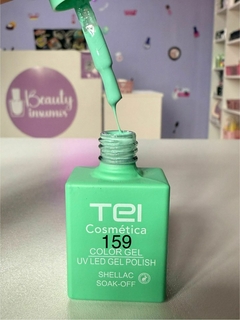 Beauty
insumos
TEI
Cosmética
159
COLOR GEL
UV LED GEL POLISH
SHELLAC
SOAK-OFF